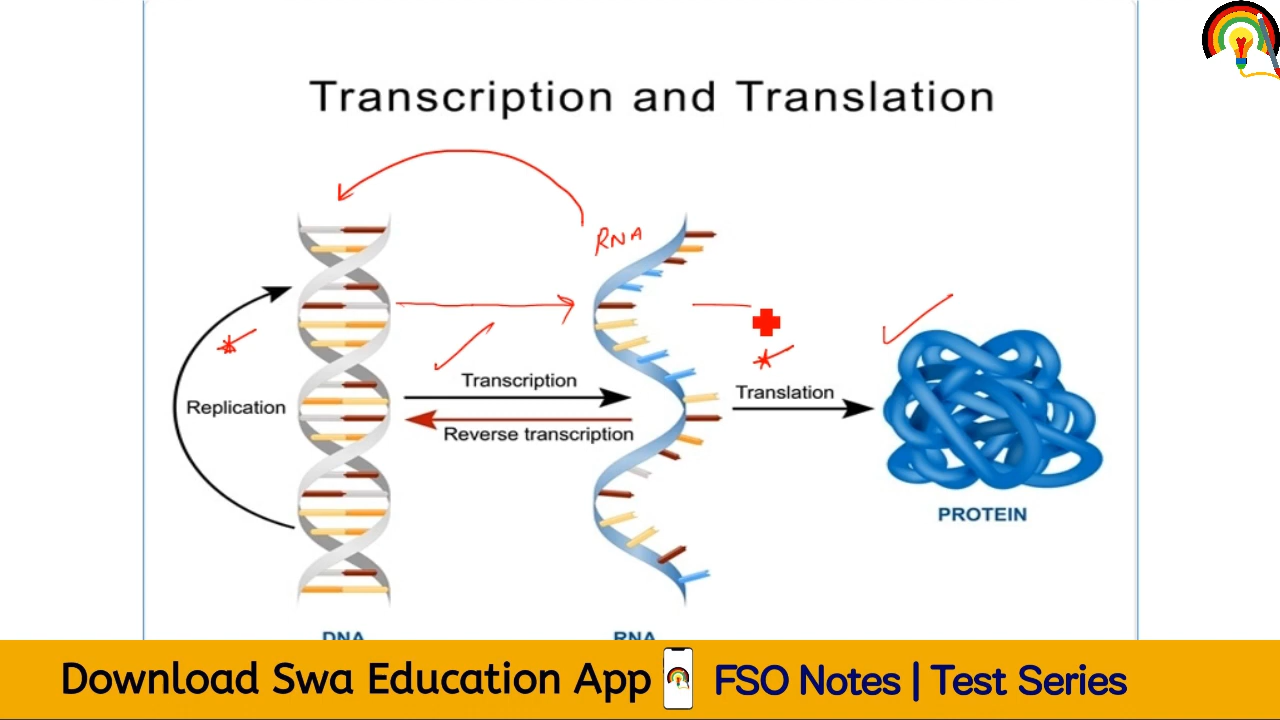 Transcription and Translation
RNA
Transcription
Translation
Replication
Reverse transcription
PROTEIN
DNA
RNA
Download Swa Education App
FSO Notes | Test Series